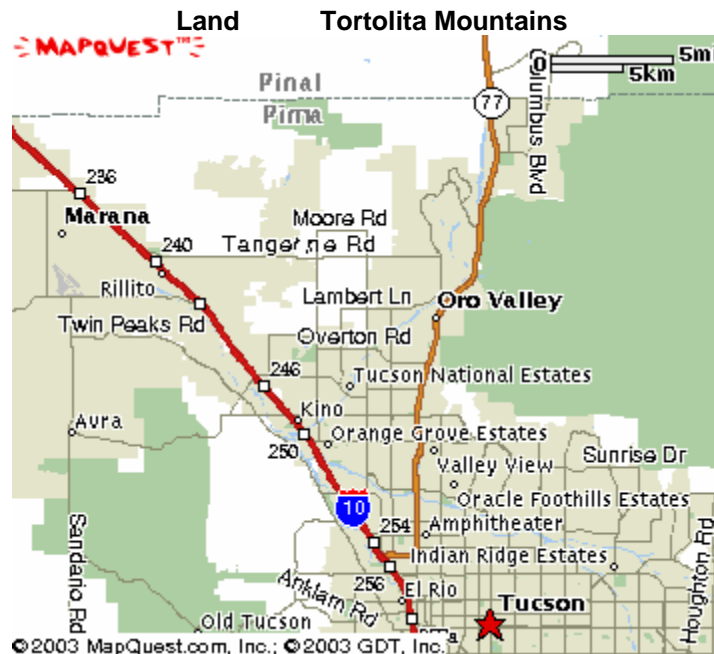 Land Tortolita Mountains
MAPQUEST™
0 5mi
5km
Pinal
Pima
77
Columbus Blvd
236
Marana
Moore Rd
240
Tangerine Rd
Rillito
Lambert Ln
Oro Valley
Twin Peaks Rd
Overton Rd
246
Tucson National Estates
Kino
Avra
Orange Grove Estates
250
Sunrise Dr
Valley View
10
Oracle Foothills Estates
254
Amphitheater
Sandario Rd
Indian Ridge Estates
Houghton Rd
256
Anklam Rd
El Rio
Tucson
Old Tucson
©2003 MapQuest.com, Inc.; ©2003 GDT, Inc.